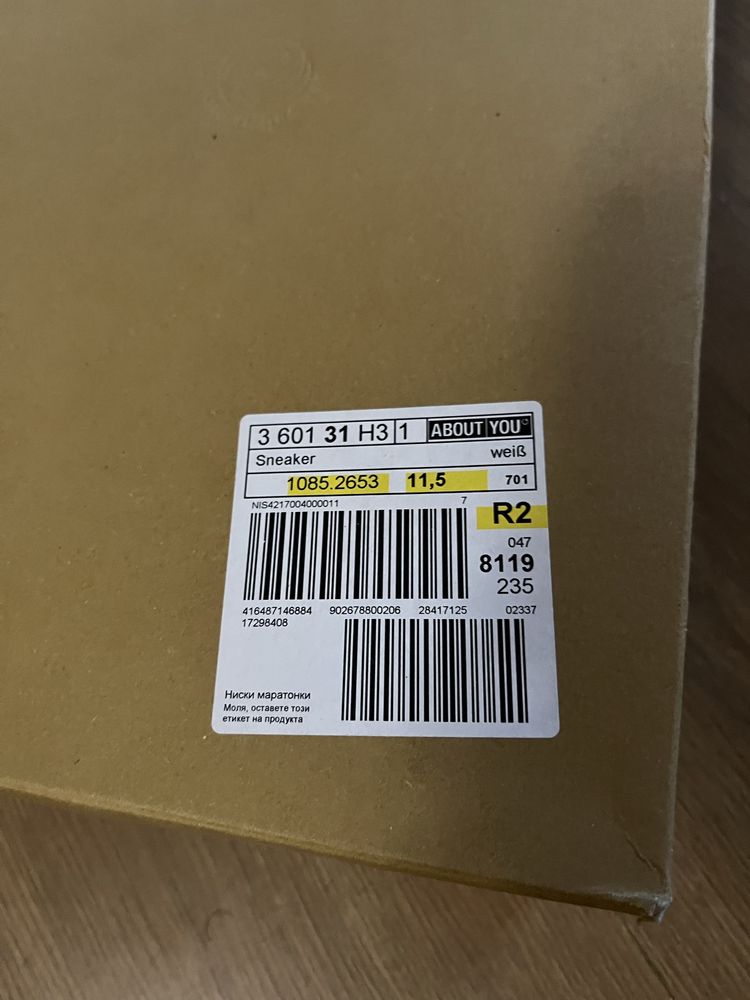 3 601 31 H3 1 ABOUT YOU©
Sneaker weiß
1085.2653 11,5 701
NIS4217004000011 7
R2
047
8119
235
416487146884 902678800206 28417125 02337
17298408
Ниски маратонки
Моля, оставете този
етикет на продукта